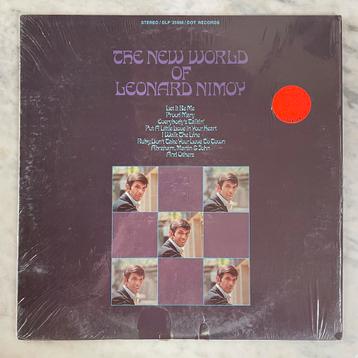 STEREO / DLP 25966 / DOT RECORDS
THE NEW WORLD
OF
LEONARD NIMOY
Let It Be Me
Proud Mary
Everybody's Talkin'
Put A Little Love In Your Heart
I Walk The Line
Ruby, Don't Take Your Love To Town
Abraham, Martin & John
And Others